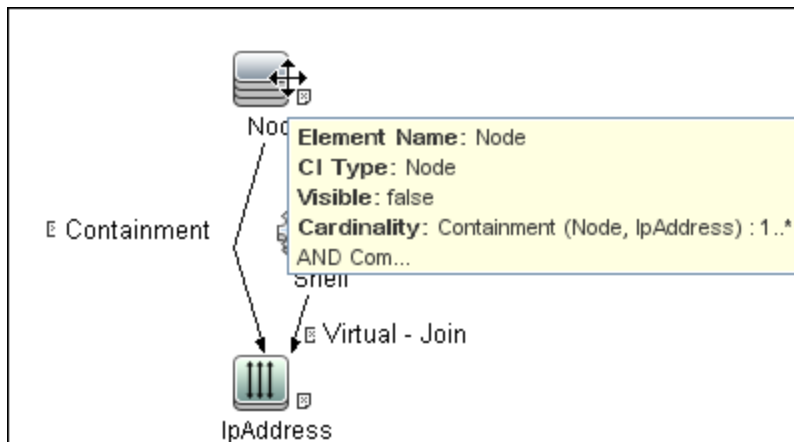 Node
Element Name: Node
CI Type: Node
Visible: false
Cardinality: Containment (Node, IpAddress) : 1..*
AND Com...
Containment
Shell
Virtual - Join
IpAddress